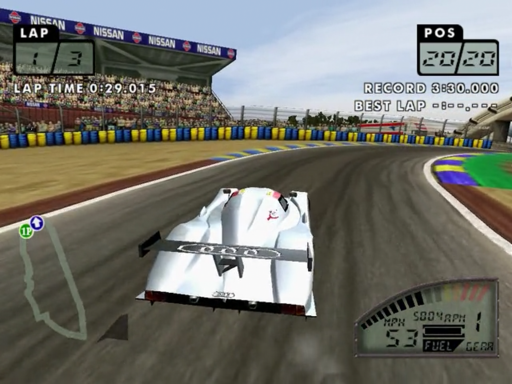 NISSAN NISSAN NISSAN NISSAN NISSAN
LAP
1/3
LAP TIME 0:29.015
POS
20/20
RECORD 3:30.000
BEST LAP -:--.---
1P
5804 RPM
MPH
53
1
FUEL
GEAR